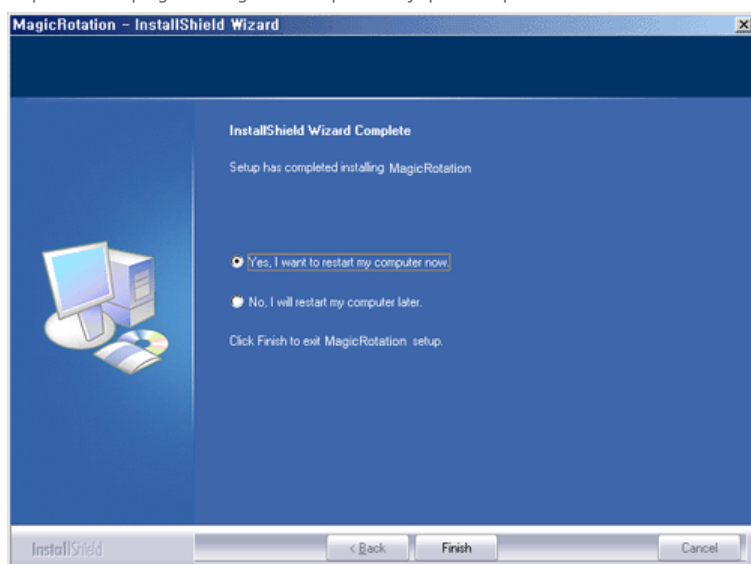 MagicRotation - InstallShield Wizard
InstallShield Wizard Complete
Setup has completed installing MagicRotation
Yes, I want to restart my computer now.
No, I will restart my computer later.
Click Finish to exit MagicRotation setup.
InstallShield
< Back Finish Cancel